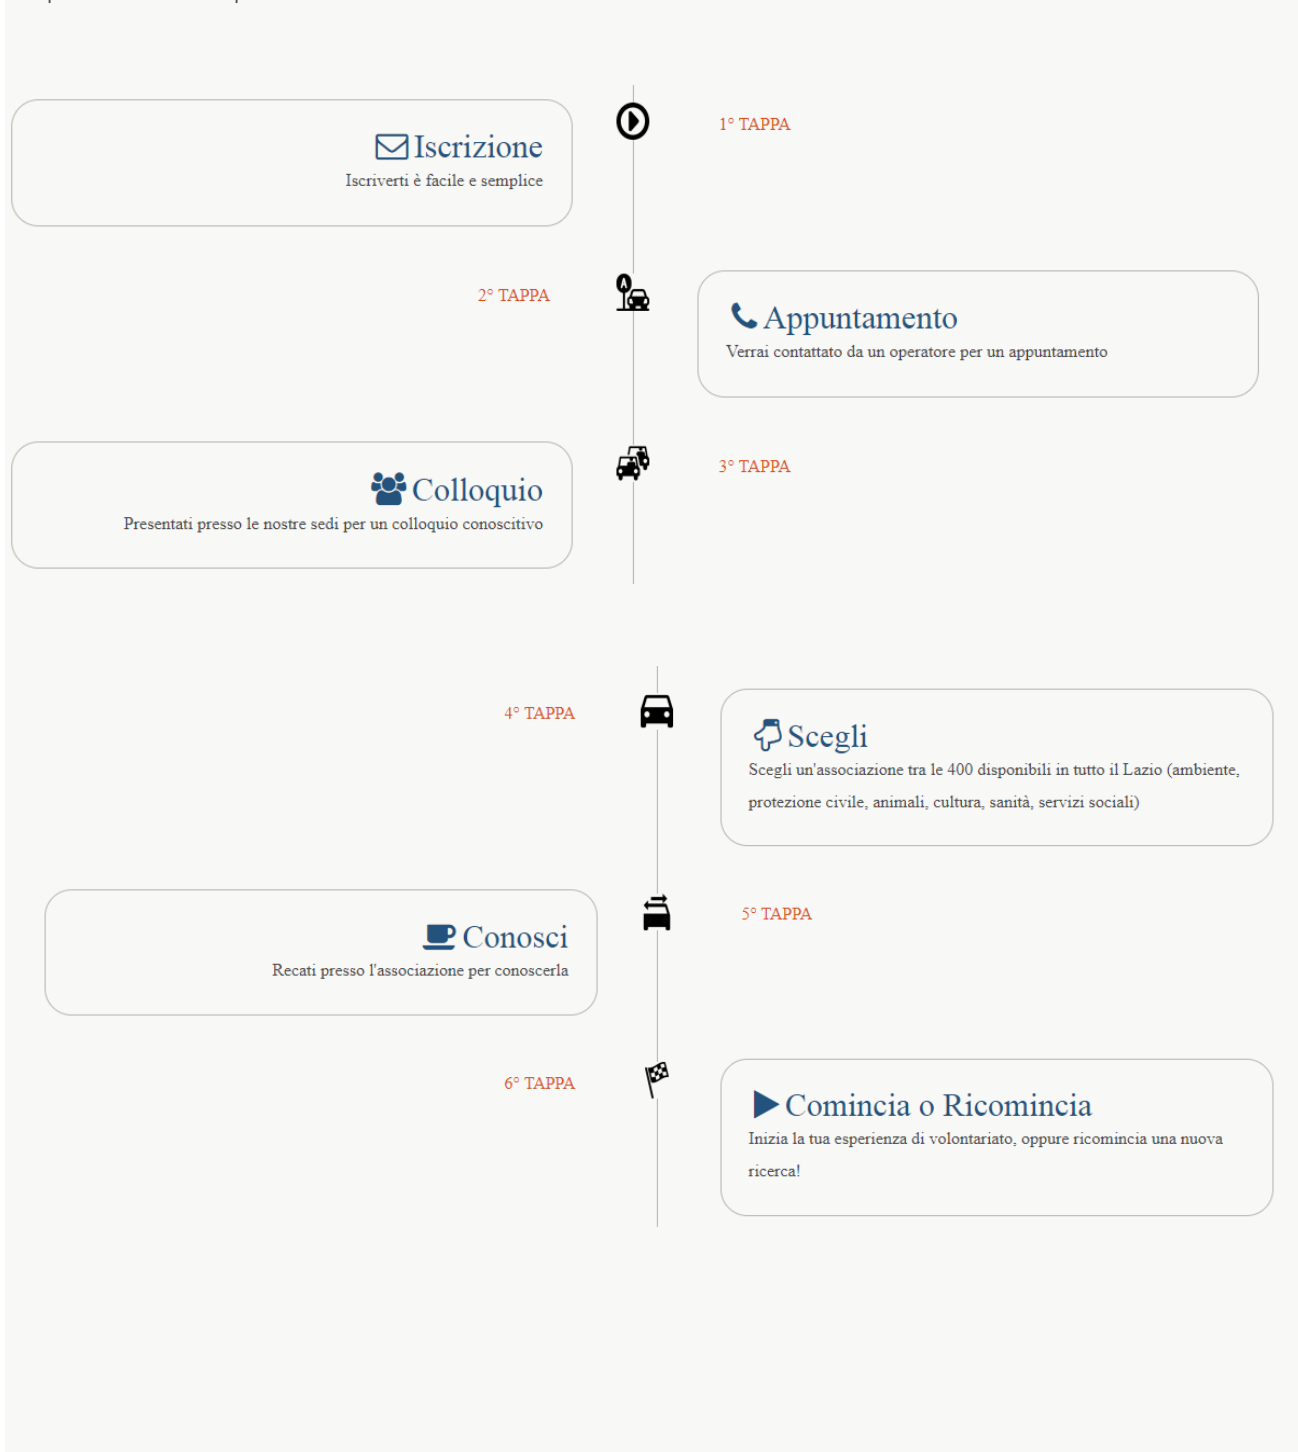 1° TAPPA
Iscrizione
Iscriverti è facile e semplice
2° TAPPA
A
Appuntamento
Verrai contattato da un operatore per un appuntamento
3° TAPPA
Colloquio
Presentati presso le nostre sedi per un colloquio conoscitivo
4° TAPPA
Scegli
Scegli un'associazione tra le 400 disponibili in tutto il Lazio (ambiente,
protezione civile, animali, cultura, sanità, servizi sociali)
5° TAPPA
Conosci
Recati presso l'associazione per conoscerla
6° TAPPA
Comincia o Ricomincia
Inizia la tua esperienza di volontariato, oppure ricomincia una nuova
ricerca!